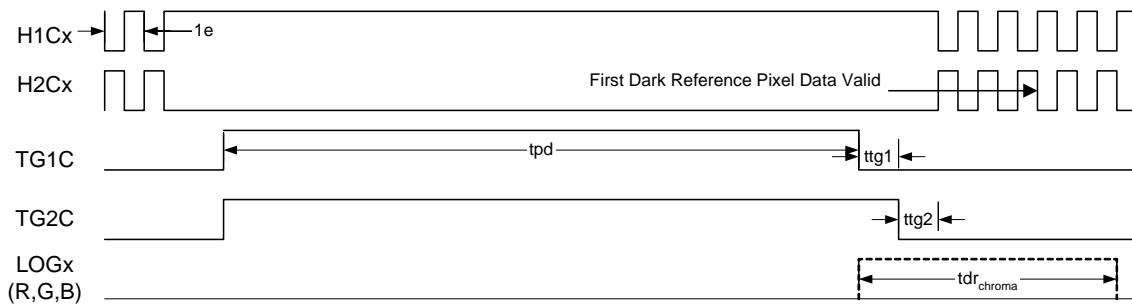 H1Cx
1e
H2Cx
First Dark Reference Pixel Data Valid
TG1C
tpd
ttg1
TG2C
ttg2
LOGx
(R,G,B)
tdrchroma